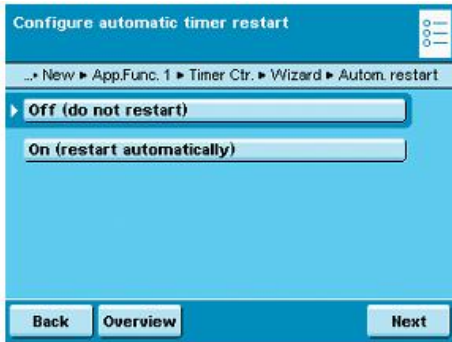 Configure automatic timer restart
...▸ New ▸ App.Func. 1 ▸ Timer Ctr. ▸ Wizard ▸ Autom. restart
Off (do not restart)
On (restart automatically)
Back Overview Next